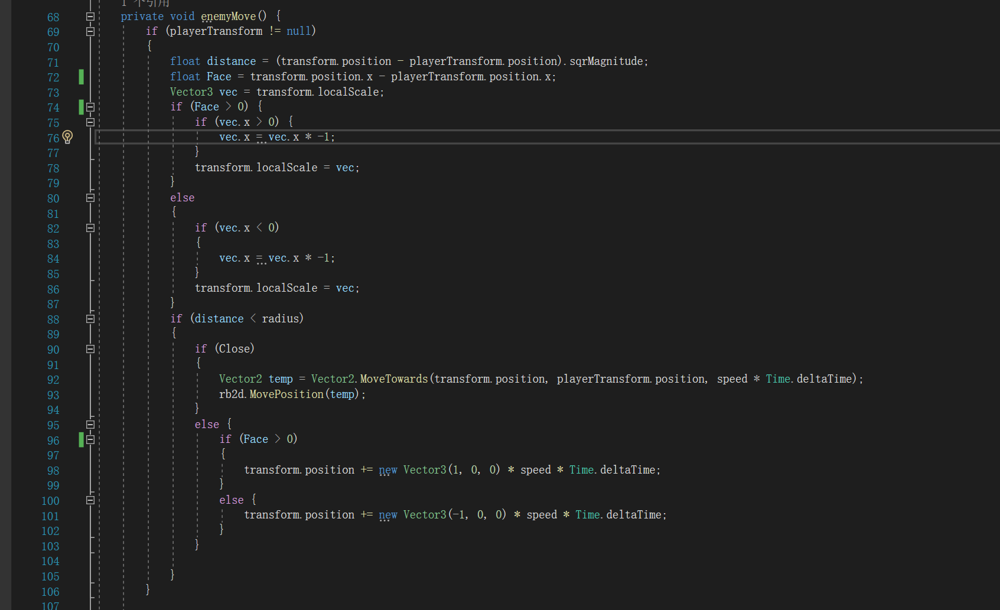 1 个引用
68 private void enemyMove() {
69 if (playerTransform != null)
70 {
71 float distance = (transform.position - playerTransform.position).sqrMagnitude;
72 float Face = transform.position.x - playerTransform.position.x;
73 Vector3 vec = transform.localScale;
74 if (Face > 0) {
75 if (vec.x > 0) {
76 vec.x = vec.x * -1;
77 }
78 transform.localScale = vec;
79 }
80 else
81 {
82 if (vec.x < 0)
83 {
84 vec.x = vec.x * -1;
85 }
86 transform.localScale = vec;
87 }
88 if (distance < radius)
89 {
90 if (Close)
91 {
92 Vector2 temp = Vector2.MoveTowards(transform.position, playerTransform.position, speed * Time.deltaTime);
93 rb2d.MovePosition(temp);
94 }
95 else {
96 if (Face > 0)
97 {
98 transform.position += new Vector3(1, 0, 0) * speed * Time.deltaTime;
99 }
100 else {
101 transform.position += new Vector3(-1, 0, 0) * speed * Time.deltaTime;
102 }
103 }
104
105 }
106 }
107